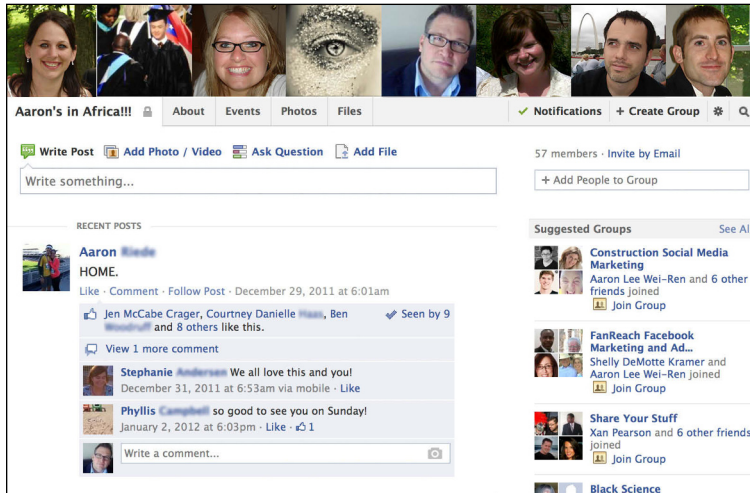 Aaron's in Africa!!!
About
Events
Photos
Files
Notifications
+ Create Group
Write Post
Add Photo / Video
Ask Question
Add File
Write something...
57 members · Invite by Email
+ Add People to Group
RECENT POSTS
Aaron
HOME.
Like · Comment · Follow Post · December 29, 2011 at 6:01am
Jen McCabe Crager, Courtney Danielle , Ben
and 8 others like this.
Seen by 9
View 1 more comment
Stephanie We all love this and you!
December 31, 2011 at 6:53am via mobile · Like
Phyllis so good to see you on Sunday!
January 2, 2012 at 6:03pm · Like · 1
Write a comment...
Suggested Groups
See Al
Construction Social Media
Marketing
Aaron Lee Wei-Ren and 6 other
friends joined
Join Group
FanReach Facebook
Marketing and Ad...
Shelly DeMotte Kramer and
Aaron Lee Wei-Ren joined
Join Group
Share Your Stuff
Xan Pearson and 6 other friends
joined
Join Group
Black Science